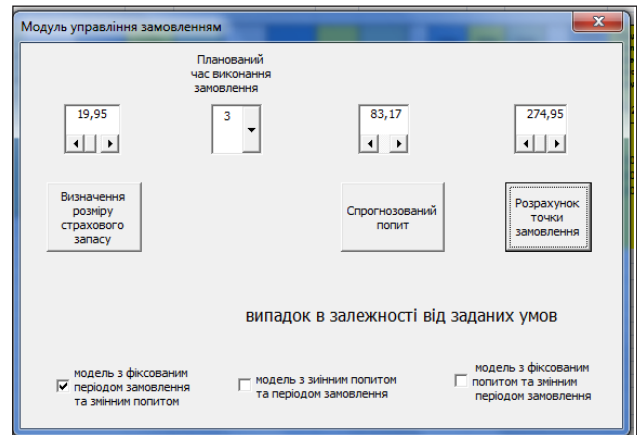 Модуль управління замовленням
Планований
час виконання
замовлення
19,95
3
83,17
274,95
Визначення
розміру
страхового
запасу
Спрогнозований
попит
Розрахунок
точки
замовлення
випадок в залежності від заданих умов
модель з фіксованим
періодом замовлення
та змінним попитом
модель з зиінним попитом
та періодом замовлення
модель з фіксованим
попитом та змінним
періодом замовлення